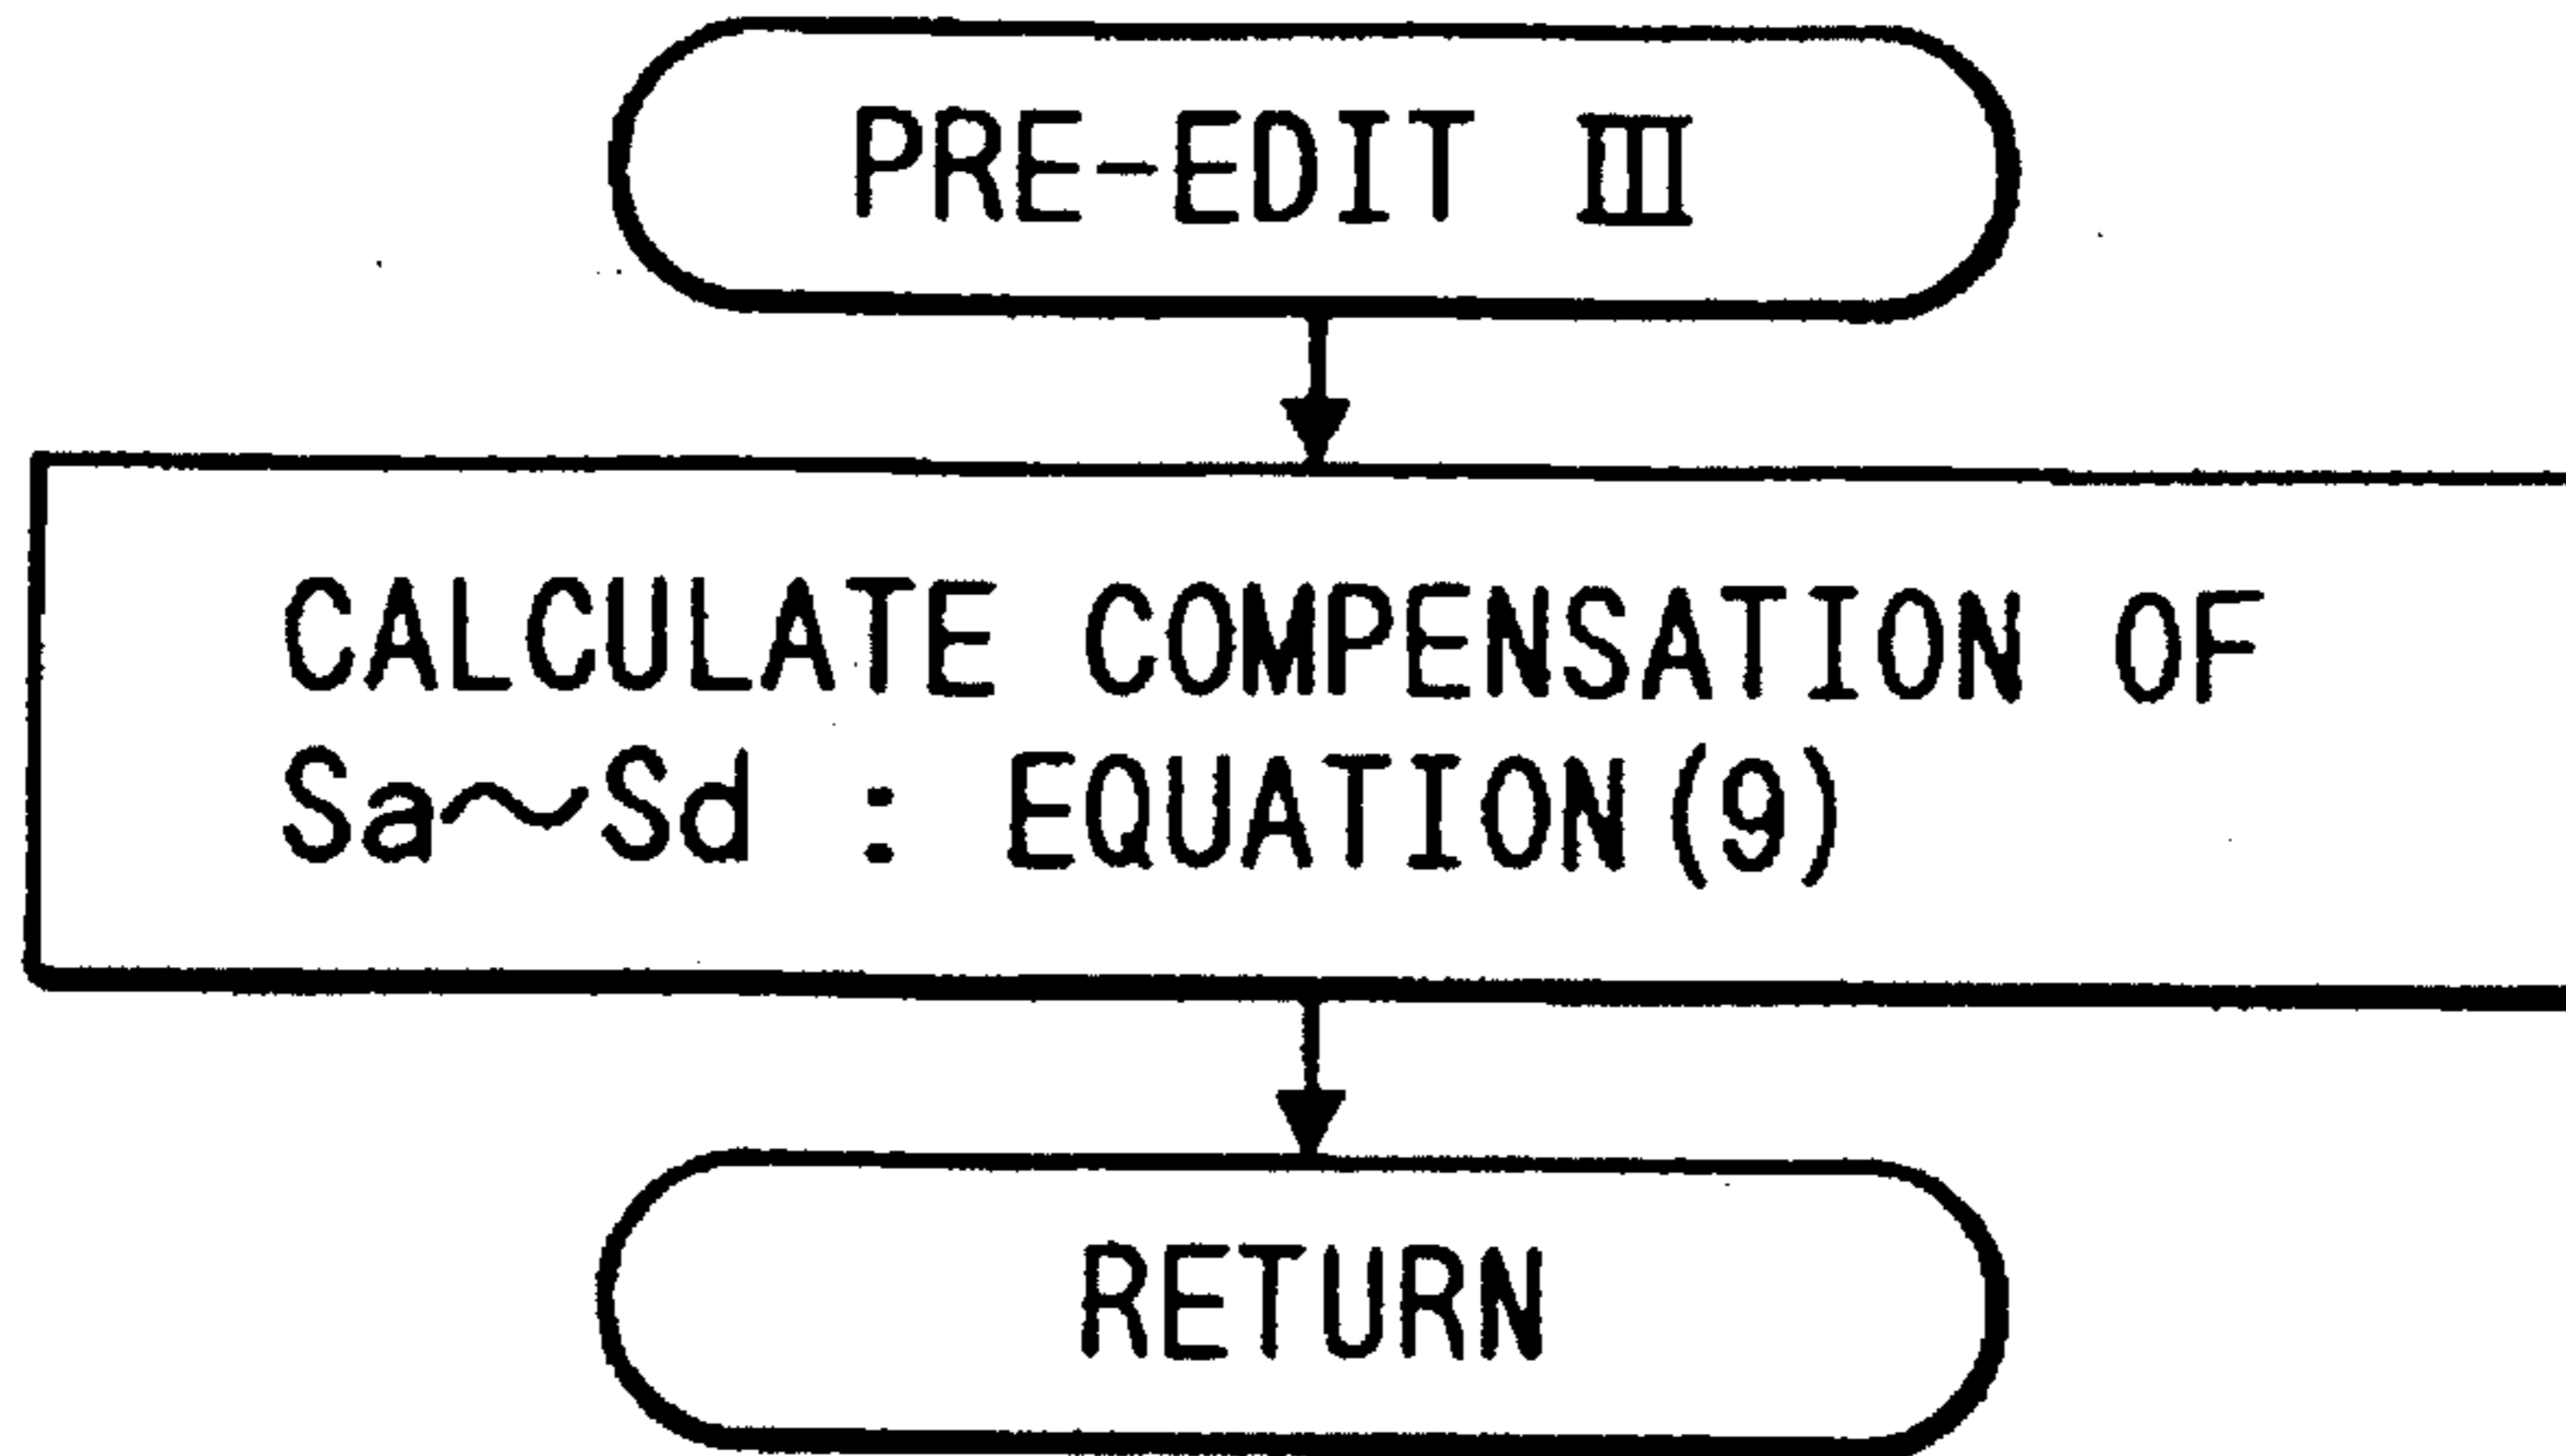 PRE-EDIT III
CALCULATE COMPENSATION OF
Sa~Sd : EQUATION(9)
RETURN